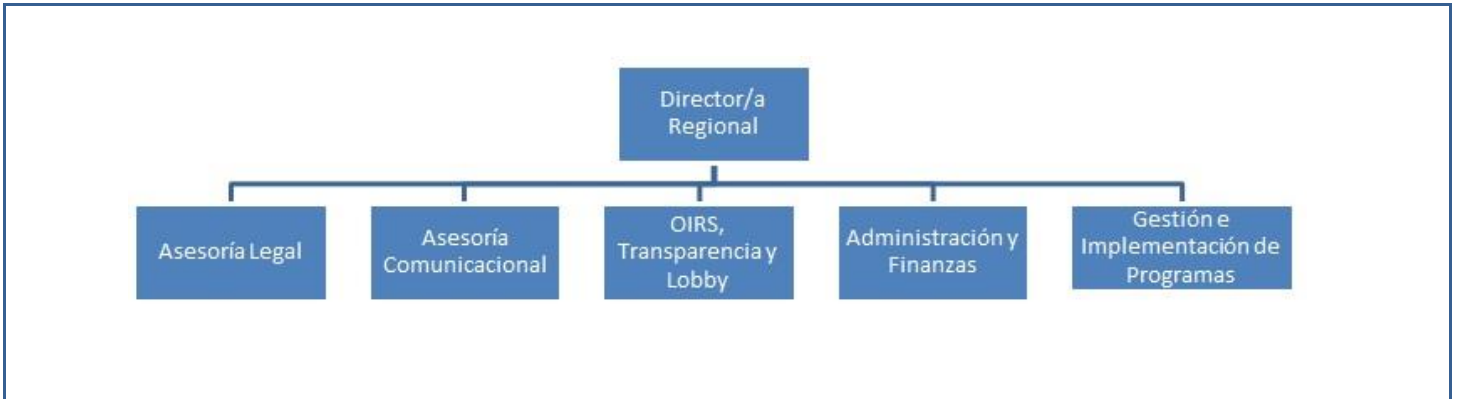 Director/a
Regional
Asesoría Legal
Asesoría
Comunicacional
OIRS,
Transparencia y
Lobby
Administración y
Finanzas
Gestión e
Implementación de
Programas